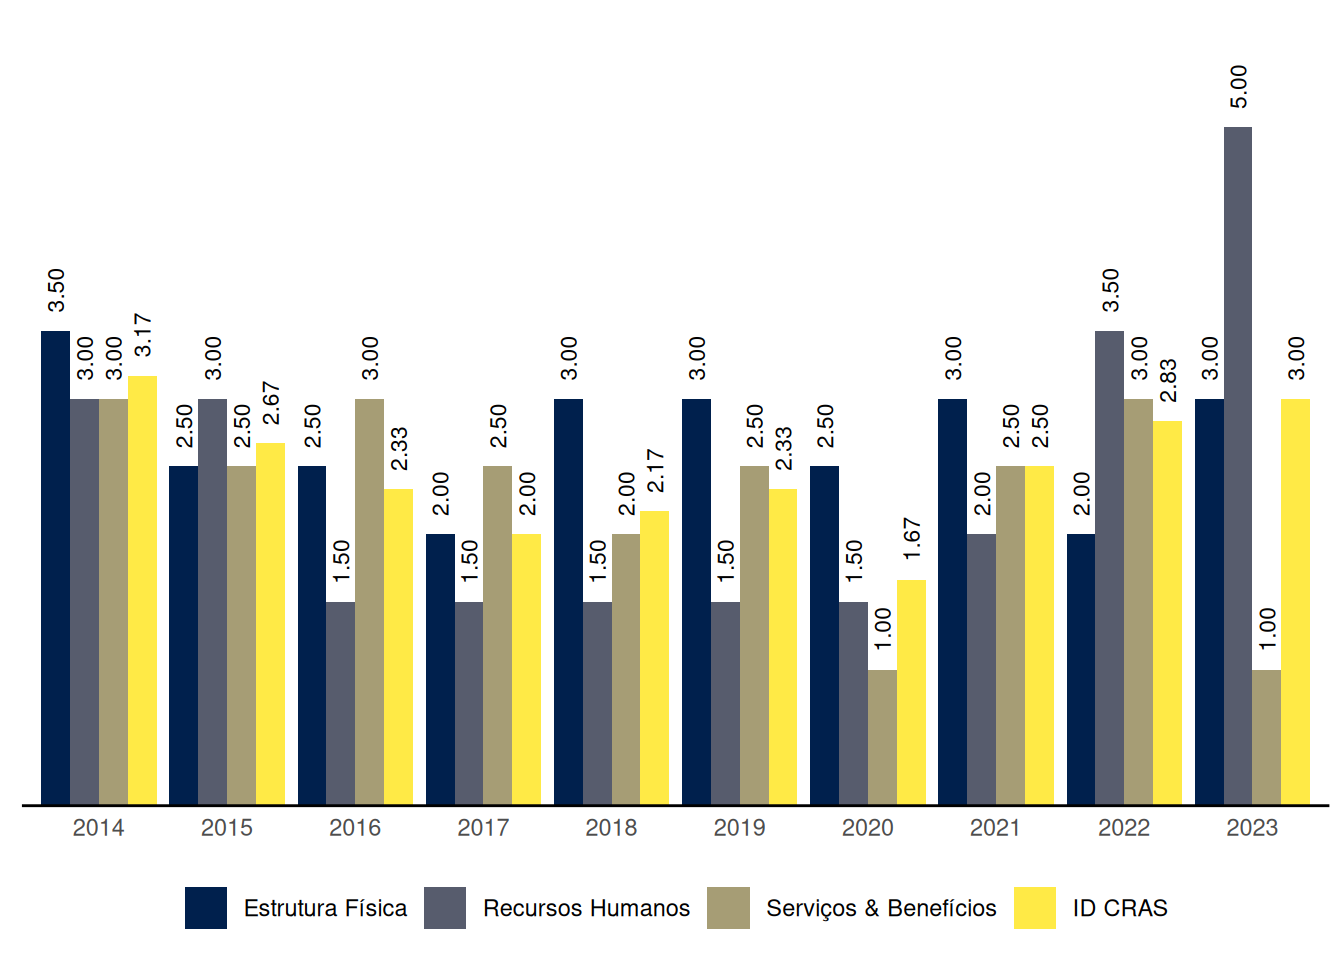 3.50 3.00 3.00 3.17 2.50 3.00 2.50 2.67 2.50 1.50 3.00 2.33 2.00 1.50 2.50 2.00 3.00 1.50 2.00 2.17 3.00 1.50 2.50 2.33 2.50 1.50 1.00 1.67 3.00 2.00 2.50 2.50 2.00 3.50 3.00 2.83 3.00 5.00 1.00 3.00
2014 2015 2016 2017 2018 2019 2020 2021 2022 2023
Estrutura Física Recursos Humanos Serviços & Benefícios ID CRAS